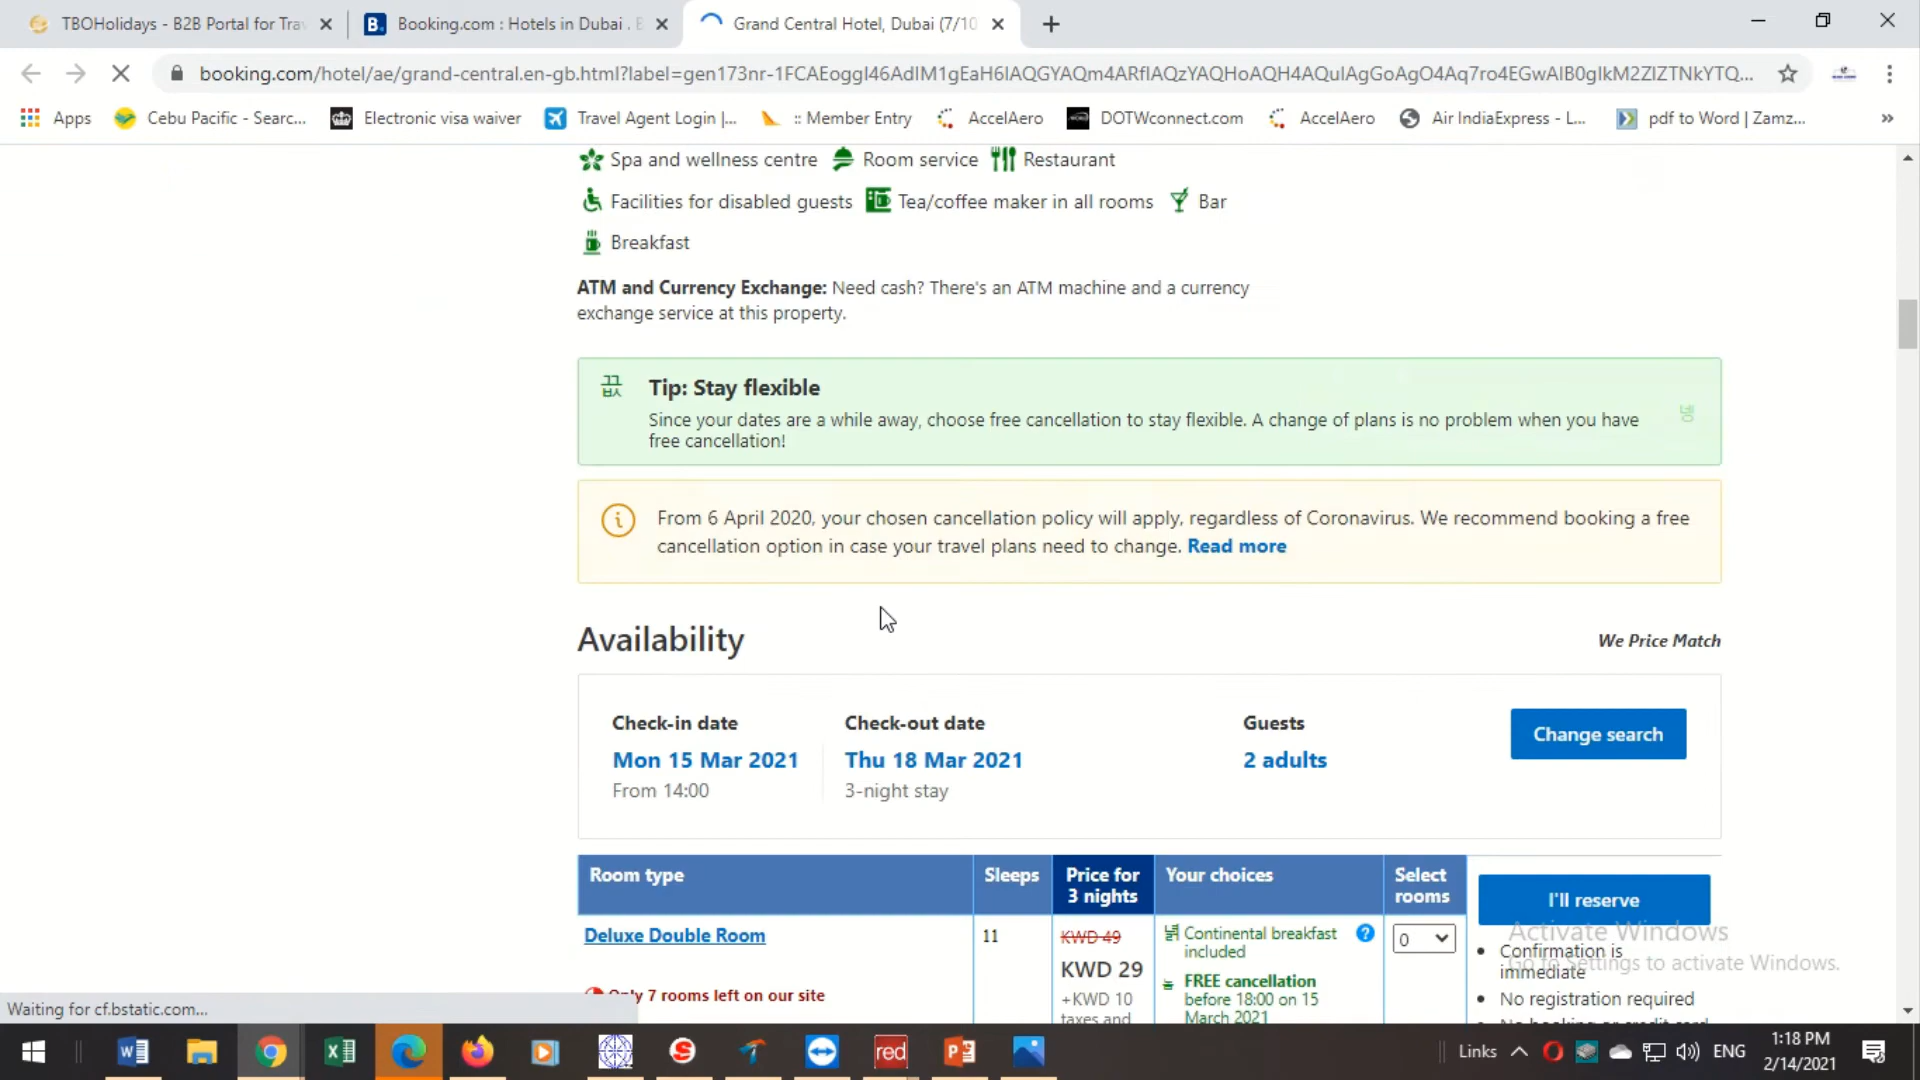 TBOHolidays - B2B Portal for Tra
Booking.com : Hotels in Dubai . B
Grand Central Hotel, Dubai (7/10
booking.com/hotel/ae/grand-central.en-gb.html?label=gen173nr-1FCAEoggI46AdIM1gEaH6IAQGYAQm4ARfIAQzYAQHoAQH4AQuIAgGoAgO4Aq7ro4EGwAIB0gIkM2ZIZTNkYTQ...
Apps
Cebu Pacific - Searc...
Electronic visa waiver
Travel Agent Login |...
:: Member Entry
AccelAero
DOTWconnect.com
AccelAero
Air IndiaExpress - L...
pdf to Word | Zamz...
»
Spa and wellness centre Room service Restaurant
Facilities for disabled guests Tea/coffee maker in all rooms Bar
Breakfast
ATM and Currency Exchange: Need cash? There's an ATM machine and a currency
exchange service at this property.
Tip: Stay flexible
Since your dates are a while away, choose free cancellation to stay flexible. A change of plans is no problem when you have
free cancellation!
From 6 April 2020, your chosen cancellation policy will apply, regardless of Coronavirus. We recommend booking a free
cancellation option in case your travel plans need to change. Read more
Availability
We Price Match
Check-in date
Mon 15 Mar 2021
From 14:00
Check-out date
Thu 18 Mar 2021
3-night stay
Guests
2 adults
Change search
Room type
Sleeps
Price for
3 nights
Your choices
Select
rooms
I'll reserve
Deluxe Double Room
11
KWD 49
KWD 29
+KWD 10
taxes and
Continental breakfast
included
FREE cancellation
before 18:00 on 15
March 2021
0
Only 7 rooms left on our site
Confirmation is
immediate
No registration required
Activate Windows
Go to Settings to activate Windows.
Waiting for cf.bstatic.com...
red
Links
ENG
1:18 PM
2/14/2021